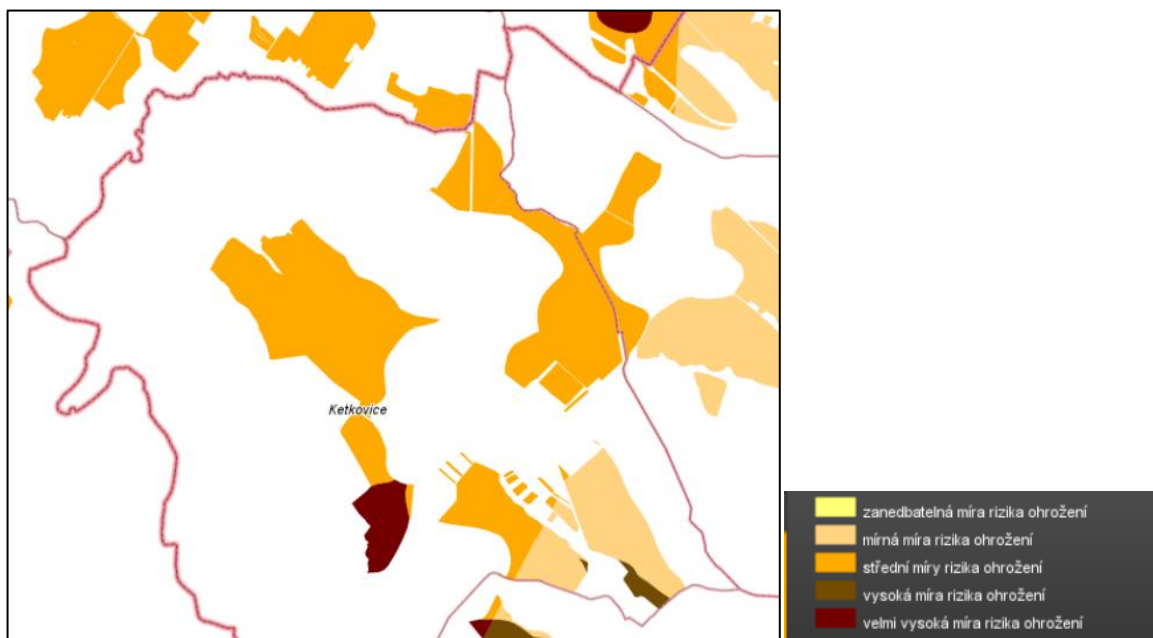 Ketkovice
zanedbatelná míra rizika ohrožení
mírná míra rizika ohrožení
střední míry rizika ohrožení
vysoká míra rizika ohrožení
velmi vysoká míra rizika ohrožení